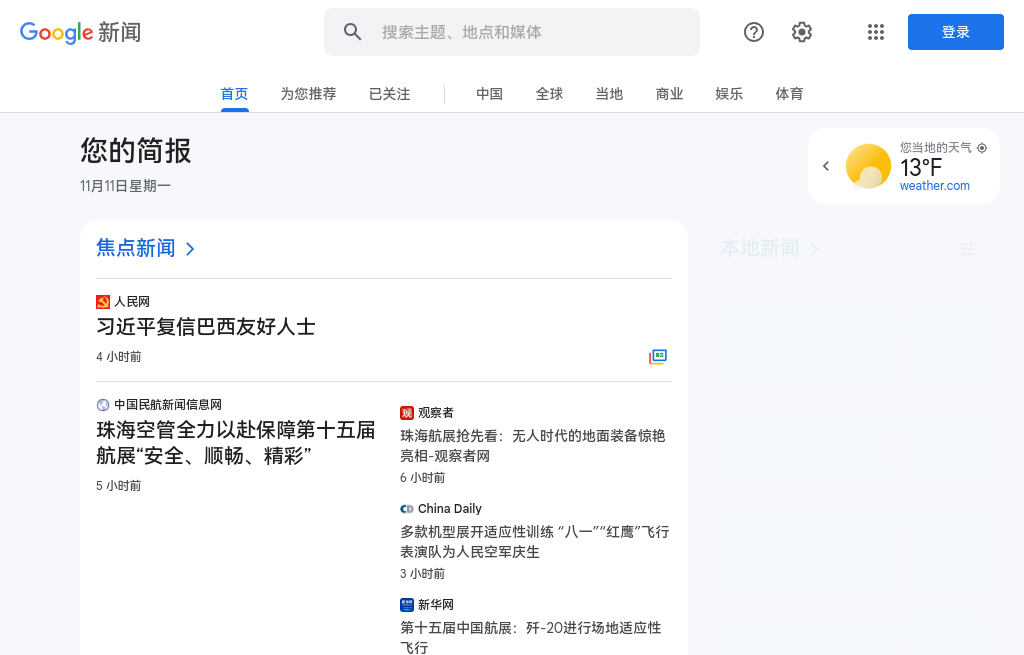 Google 新闻
搜索主题、地点和媒体
登录
首页 为您推荐 已关注 中国 全球 当地 商业 娱乐 体育
您的简报
11月11日星期一
您当地的天气
13°F
weather.com
焦点新闻
本地新闻
人民网
习近平复信巴西友好人士
4 小时前
中国民航新闻信息网
珠海空管全力以赴保障第十五届
航展“安全、顺畅、精彩”
5 小时前
观察者
珠海航展抢先看：无人时代的地面装备惊艳
亮相-观察者网
6 小时前
China Daily
多款机型展开适应性训练 “八一”“红鹰”飞行
表演队为人民空军庆生
3 小时前
新华网
第十五届中国航展：歼-20进行场地适应性
飞行